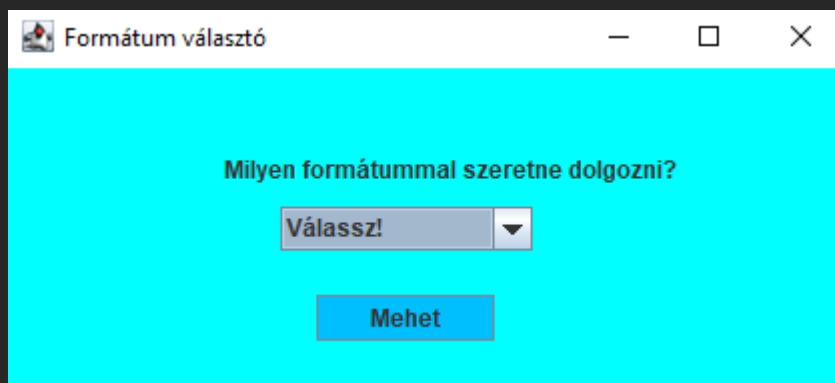 Formátum választó
Milyen formátummal szeretne dolgozni?
Válassz!
Mehet